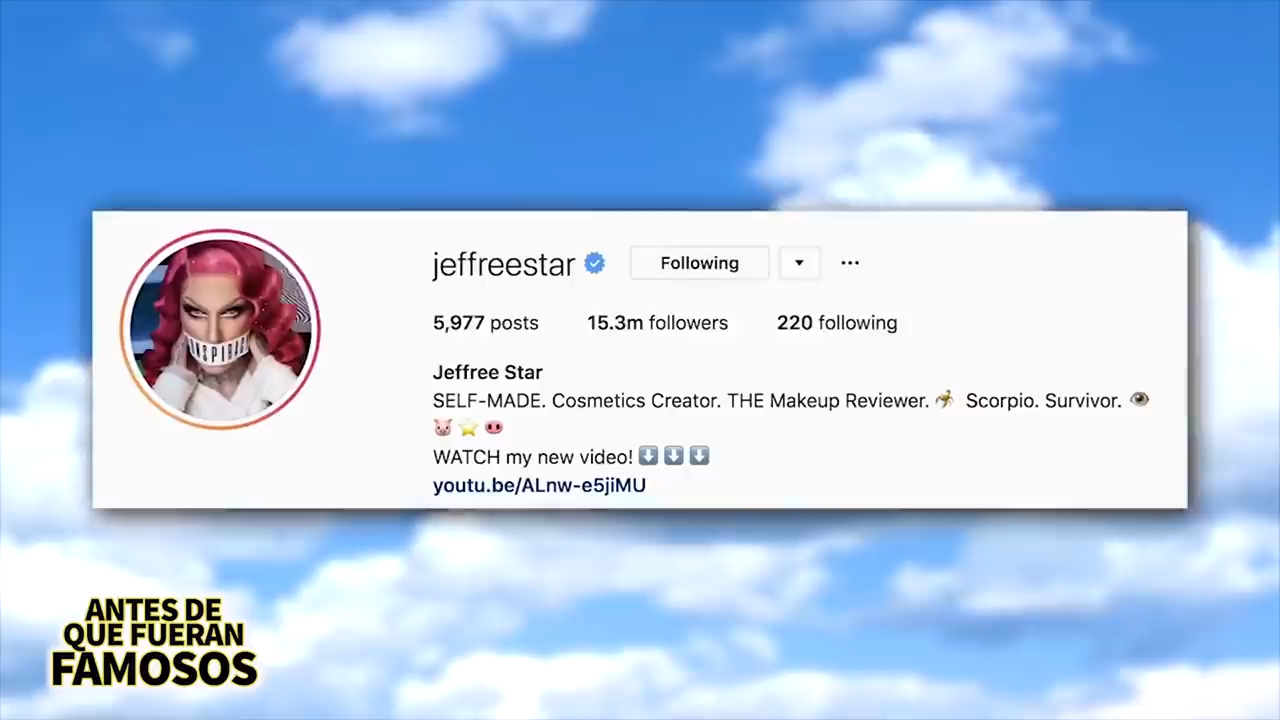 jeffreestar Following
5,977 posts 15.3m followers 220 following
Jeffree Star
SELF-MADE. Cosmetics Creator. THE Makeup Reviewer. Scorpio. Survivor.
WATCH my new video!
youtu.be/ALnw-e5jiMU
ANTES DE
QUE FUERAN
FAMOSOS